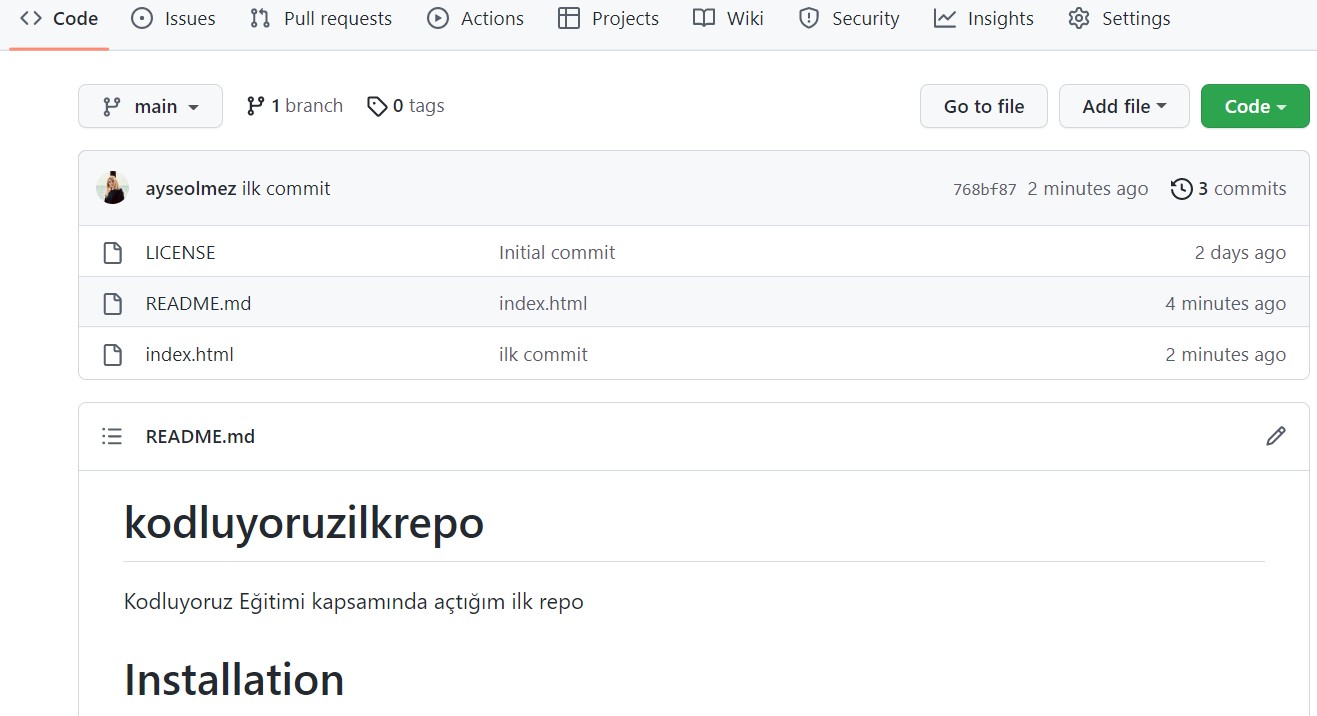 Code Issues Pull requests Actions Projects Wiki Security Insights Settings
main 1 branch 0 tags Go to file Add file Code
ayseolmez ilk commit 768bf87 2 minutes ago 3 commits
LICENSE Initial commit 2 days ago
README.md index.html 4 minutes ago
index.html ilk commit 2 minutes ago
README.md
kodluyoruzilkrepo
Kodluyoruz Eğitimi kapsamında açtığım ilk repo
Installation